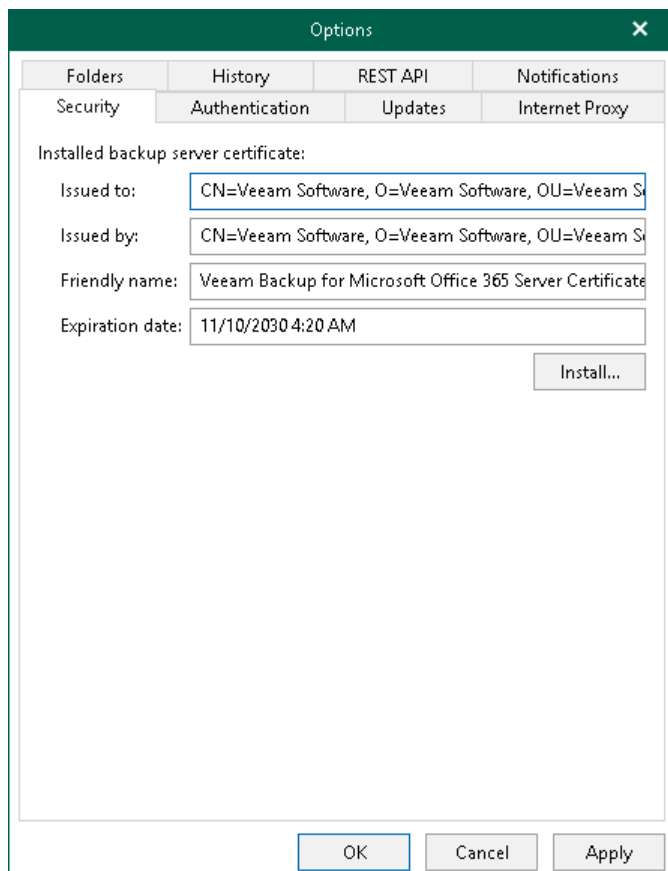 Options
Folders History REST API Notifications
Security Authentication Updates Internet Proxy
Installed backup server certificate:
Issued to: CN=Veeam Software, O=Veeam Software, OU=Veeam S
Issued by: CN=Veeam Software, O=Veeam Software, OU=Veeam S
Friendly name: Veeam Backup for Microsoft Office 365 Server Certificate
Expiration date: 11/10/2030 4:20 AM
Install...
OK Cancel Apply